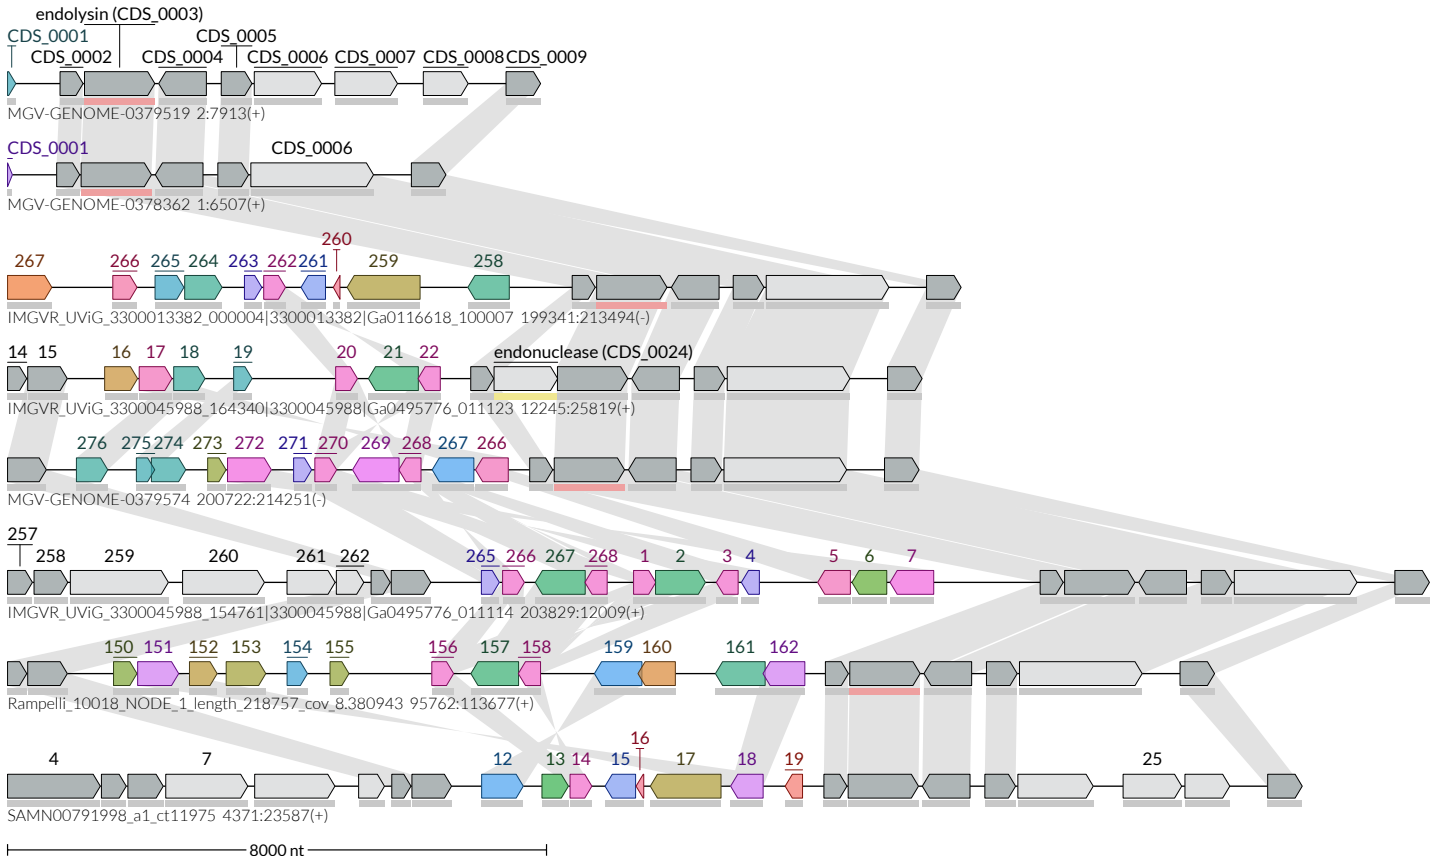 endolysin (CDS_0003)
CDS_0001 CDS_0005
CDS_0002 CDS_0004 CDS_0006 CDS_0007 CDS_0008 CDS_0009
MGV-GENOME-0379519 2:7913(+)
CDS_0001 CDS_0006
MGV-GENOME-0378362 1:6507(+)
260
267 266 265 264 263 262 261 259 258
IMGVR_UViG_3300013382_000004|3300013382|Ga0116618_100007 199341:213494(-)
14 15 16 17 18 19 20 21 22 endonuclease (CDS_0024)
IMGVR_UViG_3300045988_164340|3300045988|Ga0495776_011123 12245:25819(+)
276 275 274 273 272 271 270 269 268 267 266
MGV-GENOME-0379574 200722:214251(-)
257
258 259 260 261 262 265 266 267 268 1 2 3 4 5 6 7
IMGVR_UViG_3300045988_154761|3300045988|Ga0495776_011114 203829:12009(+)
150 151 152 153 154 155 156 157 158 159 160 161 162
Rampelli_10018_NODE_1_length_218757_cov_8.380943 95762:113677(+)
16
4 7 12 13 14 15 17 18 19 25
SAMN00791998_a1_ct11975 4371:23587(+)
8000 nt